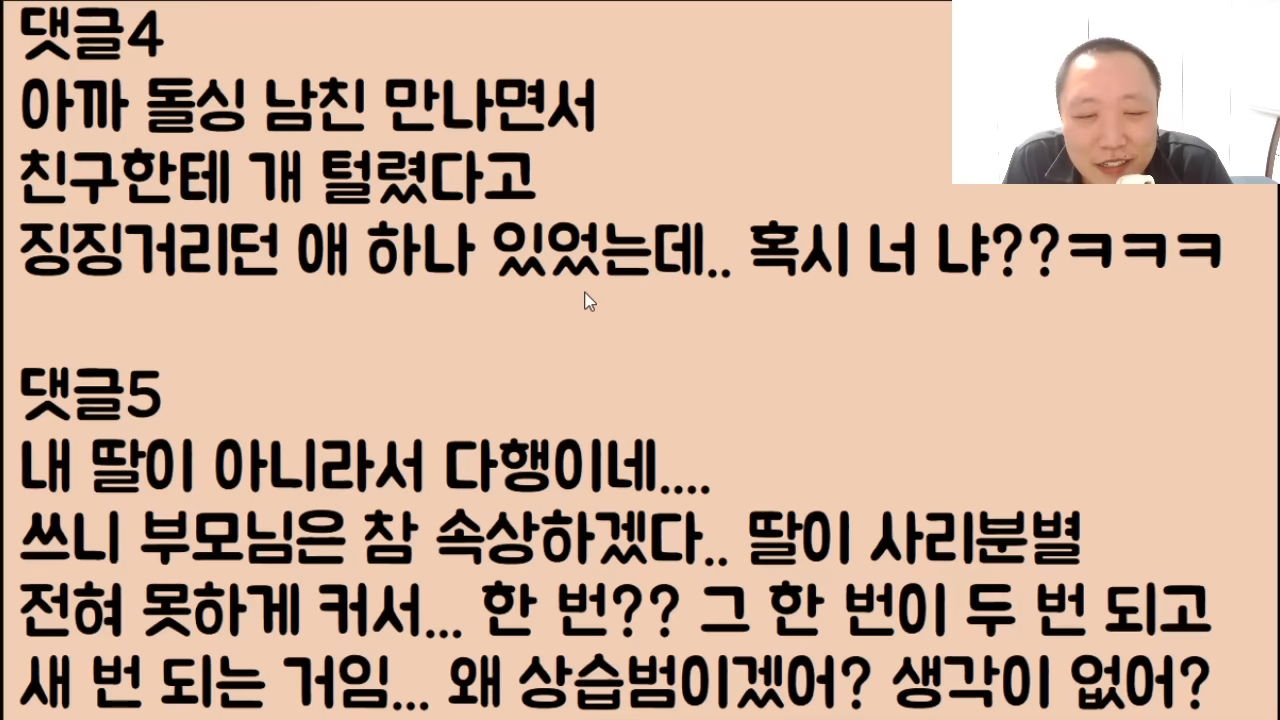 댓글4
아까 돌싱 남친 만나면서
친구한테 개 털렸다고
징징거리던 애 하나 있었는데.. 혹시 너 냐??ㅋㅋㅋ
댓글5
내 딸이 아니라서 다행이네....
쓰니 부모님은 참 속상하겠다.. 딸이 사리분별
전혀 못하게 커서... 한 번?? 그 한 번이 두 번 되고
새 번 되는 거임... 왜 상습범이겠어? 생각이 없어?